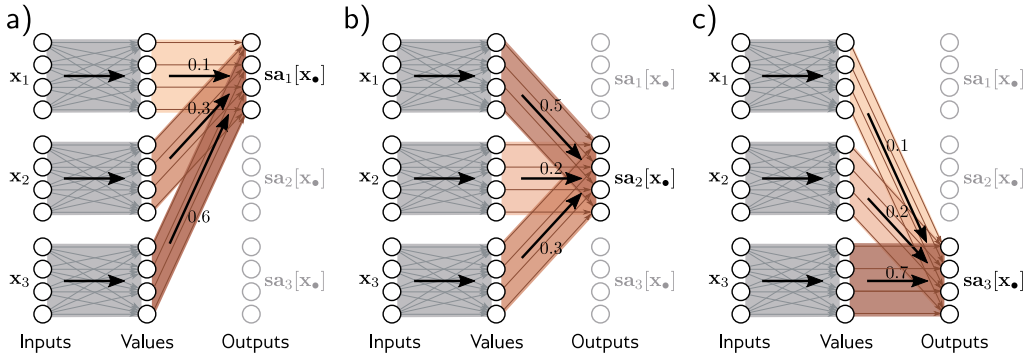 a)
x1
0.1
sa1[x•]
0.3
x2
sa2[x•]
0.6
x3
sa3[x•]
Inputs Values Outputs
b)
x1
sa1[x•]
0.5
x2
0.2
sa2[x•]
0.3
x3
sa3[x•]
Inputs Values Outputs
c)
x1
sa1[x•]
0.1
x2
sa2[x•]
0.2
x3
0.7
sa3[x•]
Inputs Values Outputs